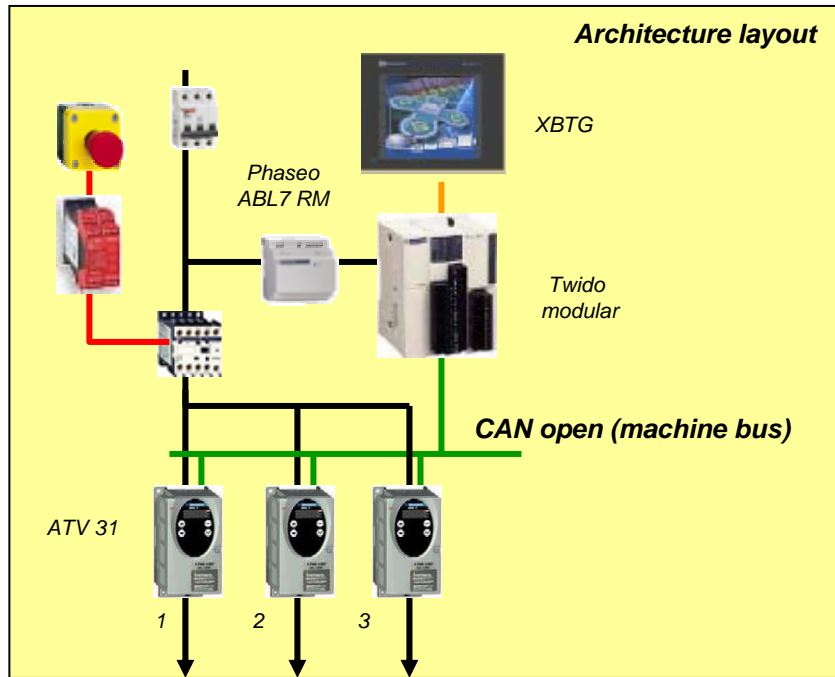 Architecture layout
XBTG
Phaseo
ABL7 RM
Twido
modular
CAN open (machine bus)
ATV 31
1
2
3